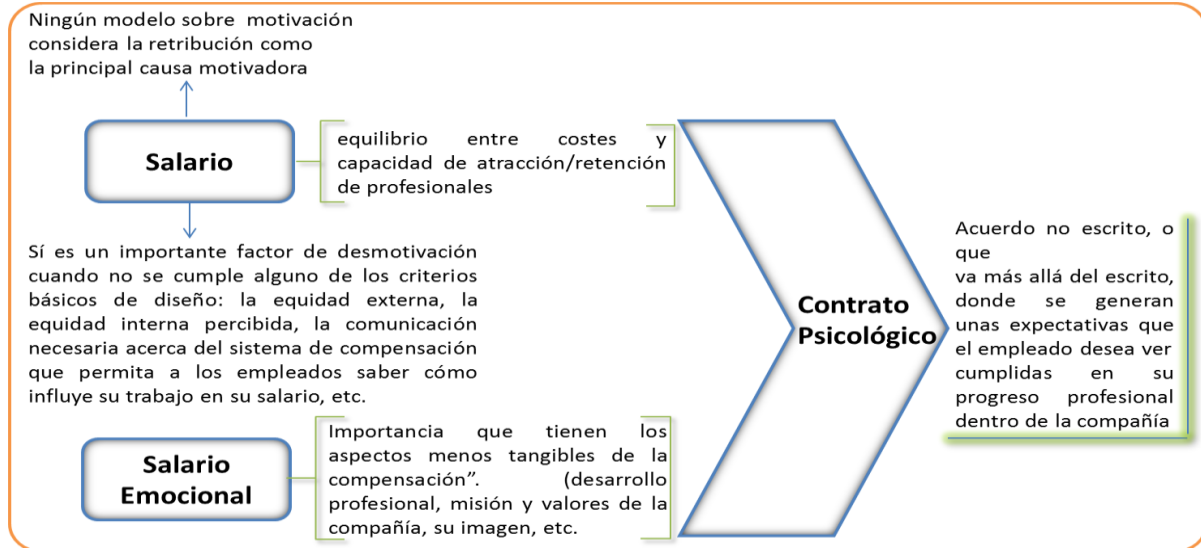 Ningún modelo sobre motivación
considera la retribución como
la principal causa motivadora
Salario
equilibrio entre costes y
capacidad de atracción/retención
de profesionales
Sí es un importante factor de desmotivación
cuando no se cumple alguno de los criterios
básicos de diseño: la equidad externa, la
equidad interna percibida, la comunicación
necesaria acerca del sistema de compensación
que permita a los empleados saber cómo
influye su trabajo en su salario, etc.
Salario
Emocional
Importancia que tienen los
aspectos menos tangibles de la
compensación”. (desarrollo
profesional, misión y valores de la
compañía, su imagen, etc.
Contrato
Psicológico
Acuerdo no escrito, o
que
va más allá del escrito,
donde se generan
unas expectativas que
el empleado desea ver
cumplidas en su
progreso profesional
dentro de la compañía